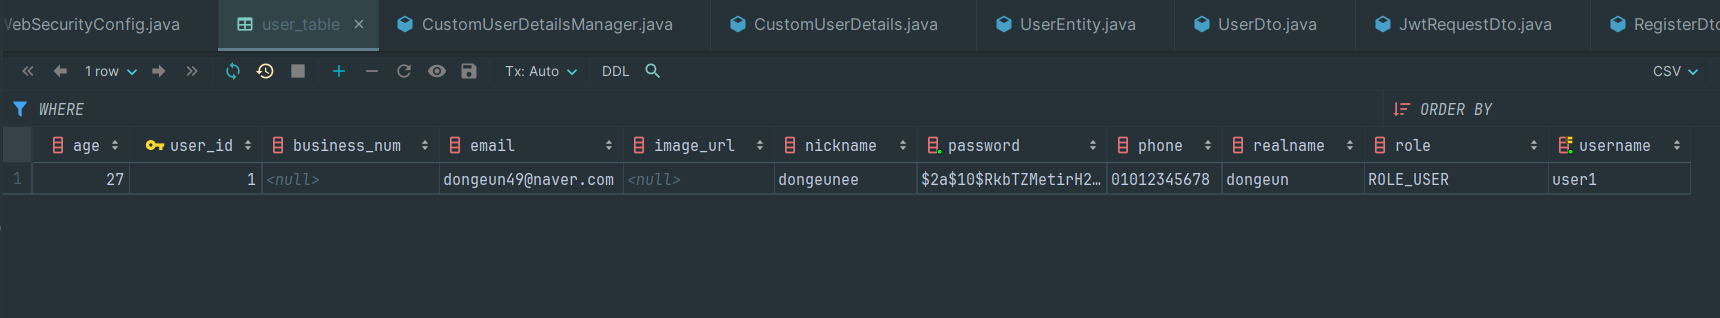 WebSecurityConfig.java user_table CustomUserDetailsManager.java CustomUserDetails.java UserEntity.java UserDto.java JwtRequestDto.java RegisterDto
1 row Tx: Auto DDL CSV
WHERE ORDER BY
age user_id business_num email image_url nickname password phone realname role username
1 27 1 <null> dongeun49@naver.com <null> dongeunee $2a$10$RkbTZMetirH2… 01012345678 dongeun ROLE_USER user1